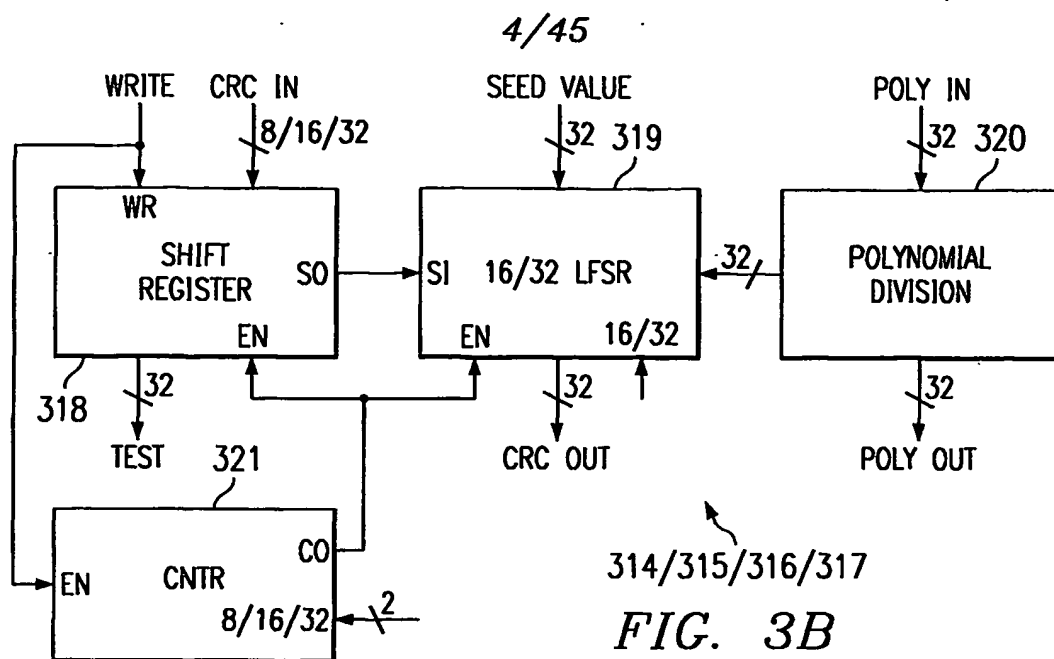 4/45
WRITE CRC IN SEED VALUE POLY IN
8/16/32 32 319 32 320
WR
SHIFT REGISTER
SO
EN
SI
16/32 LFSR
EN
16/32
32
POLYNOMIAL DIVISION
318
32
TEST
32
CRC OUT
32
POLY OUT
321
CO
EN
CNTR
8/16/32
2
314/315/316/317
FIG. 3B